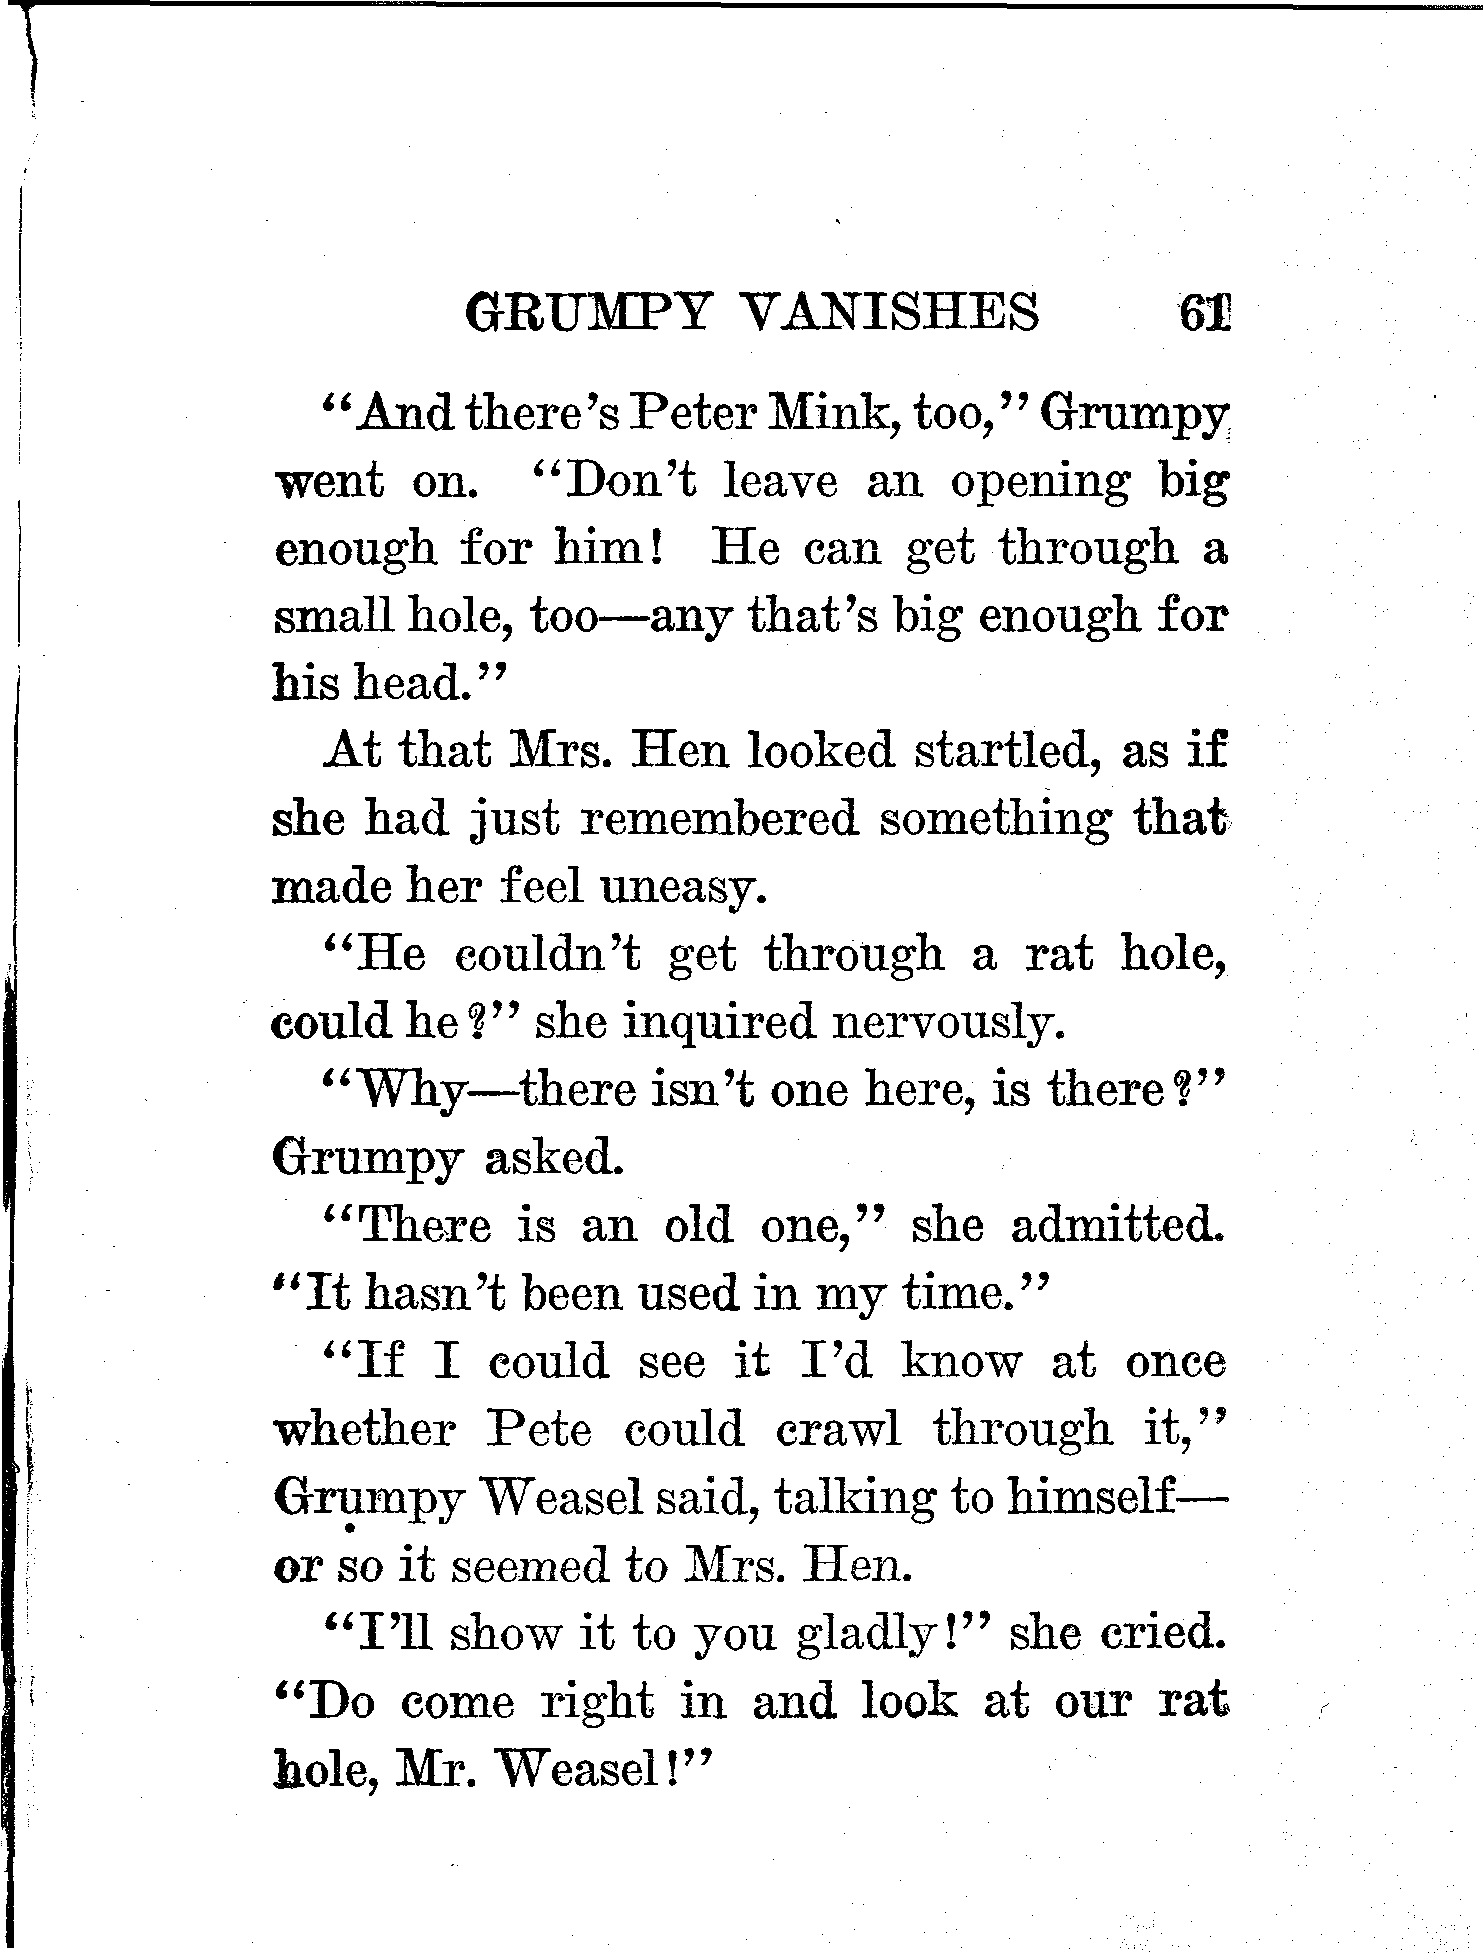 GRUMPY VANISHES 61
“And there’s Peter Mink, too,” Grumpy
went on. “Don’t leave an opening big
enough for him! He can get through a
small hole, too—any that’s big enough for
his head.”
At that Mrs. Hen looked startled, as if
she had just remembered something that
made her feel uneasy.
“He couldn’t get through a rat hole,
could he?” she inquired nervously.
“Why—there isn’t one here, is there?”
Grumpy asked.
“There is an old one,” she admitted.
“It hasn’t been used in my time.”
“If I could see it I’d know at once
whether Pete could crawl through it,”
Grumpy Weasel said, talking to himself—
or so it seemed to Mrs. Hen.
“I’ll show it to you gladly!” she cried.
“Do come right in and look at our rat
hole, Mr. Weasel!”